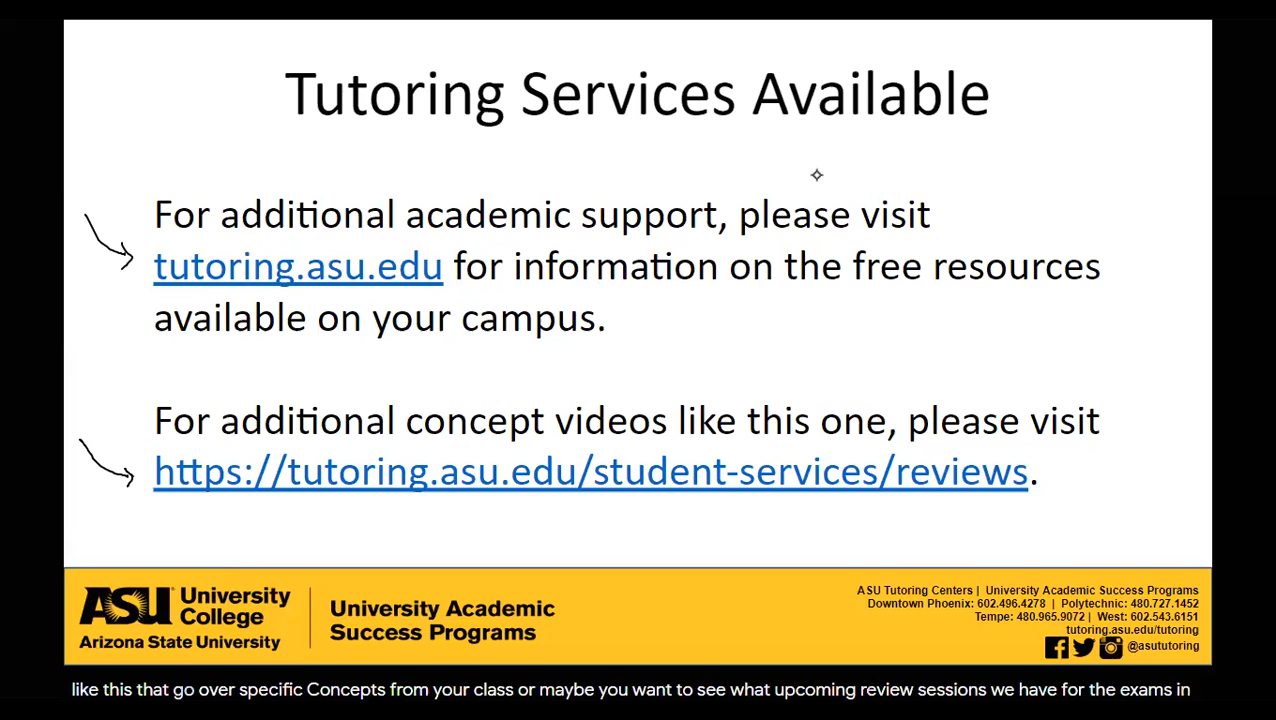 Tutoring Services Available
For additional academic support, please visit
tutoring.asu.edu for information on the free resources
available on your campus.
For additional concept videos like this one, please visit
https://tutoring.asu.edu/student-services/reviews.
ASU University
College
Arizona State University
University Academic
Success Programs
ASU Tutoring Centers | University Academic Success Programs
Downtown Phoenix: 602.496.4278 | Polytechnic: 480.727.1452
Tempe: 480.965.9072 | West: 602.543.6151
tutoring.asu.edu/tutoring
@asututoring
like this that go over specific Concepts from your class or maybe you want to see what upcoming review sessions we have for the exams in